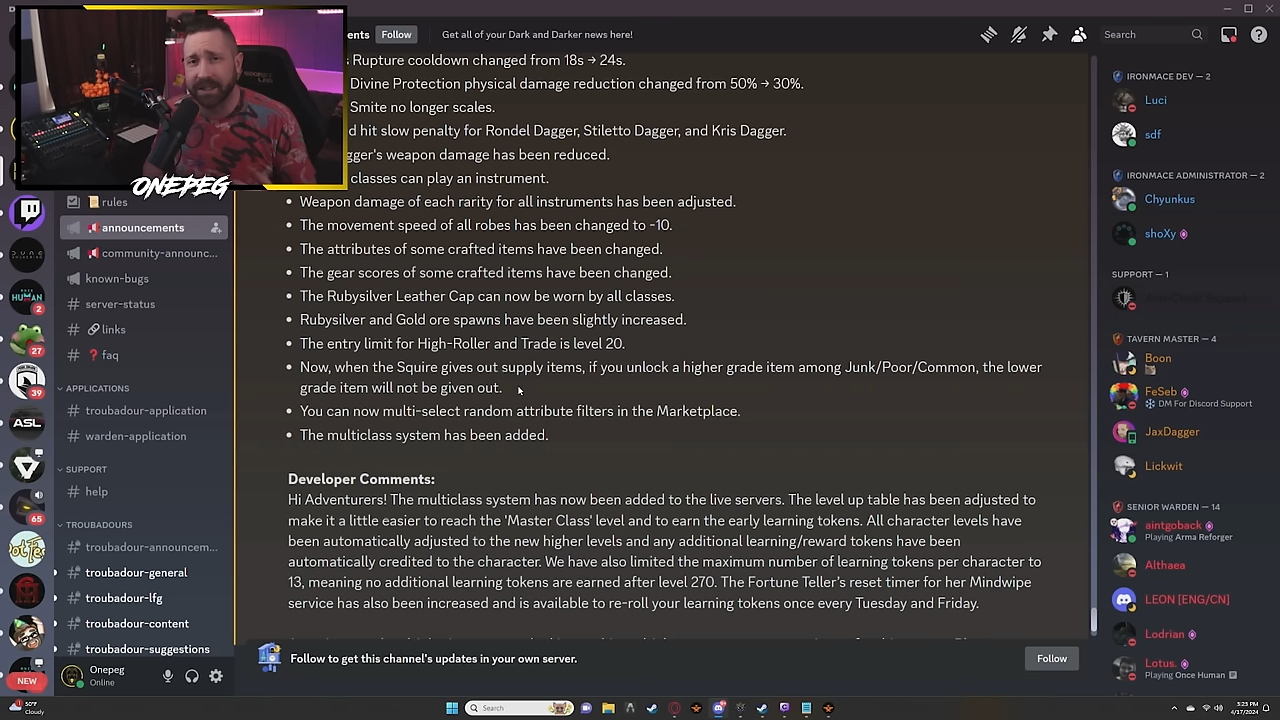 ents
Follow
Get all of your Dark and Darker news here!
Search
Rupture cooldown changed from 18s → 24s.
Divine Protection physical damage reduction changed from 50% → 30%.
Smite no longer scales.
d hit slow penalty for Rondel Dagger, Stiletto Dagger, and Kris Dagger.
gger's weapon damage has been reduced.
classes can play an instrument.
• Weapon damage of each rarity for all instruments has been adjusted.
• The movement speed of all robes has been changed to -10.
• The attributes of some crafted items have been changed.
• The gear scores of some crafted items have been changed.
• The Rubysilver Leather Cap can now be worn by all classes.
• Rubysilver and Gold ore spawns have been slightly increased.
• The entry limit for High-Roller and Trade is level 20.
• Now, when the Squire gives out supply items, if you unlock a higher grade item among Junk/Poor/Common, the lower
grade item will not be given out.
• You can now multi-select random attribute filters in the Marketplace.
• The multiclass system has been added.
Developer Comments:
Hi Adventurers! The multiclass system has now been added to the live servers. The level up table has been adjusted to
make it a little easier to reach the 'Master Class' level and to earn the early learning tokens. All character levels have
been automatically adjusted to the new higher levels and any additional learning/reward tokens have been
automatically credited to the character. We have also limited the maximum number of learning tokens per character to
13, meaning no additional learning tokens are earned after level 270. The Fortune Teller's reset timer for her Mindwipe
service has also been increased and is available to re-roll your learning tokens once every Tuesday and Friday.
Follow to get this channel's updates in your own server.
Follow
ONEPEG
rules
announcements
community-announc...
known-bugs
server-status
links
faq
APPLICATIONS
troubadour-application
warden-application
SUPPORT
help
TROUBADOURS
troubadour-announcem...
troubadour-general
troubadour-lfg
troubadour-content
troubadour-suggestions
Onepeg
Online
HUMAN
2
27
39
ASL
65
NEW
IRONMACE DEV — 2
Luci
sdf
IRONMACE ADMINISTRATOR — 2
Chyunkus
shoXy
SUPPORT — 1
TAVERN MASTER — 4
Boon
FeSeb
DM For Discord Support
JaxDagger
Lickwit
SENIOR WARDEN — 14
aintgoback
Playing Arma Reforger
Althaea
LEON [ENG/CN]
Lodrian
Lotus.
Playing Once Human
50°F
Cloudy
Search
5:23 PM
4/17/2024